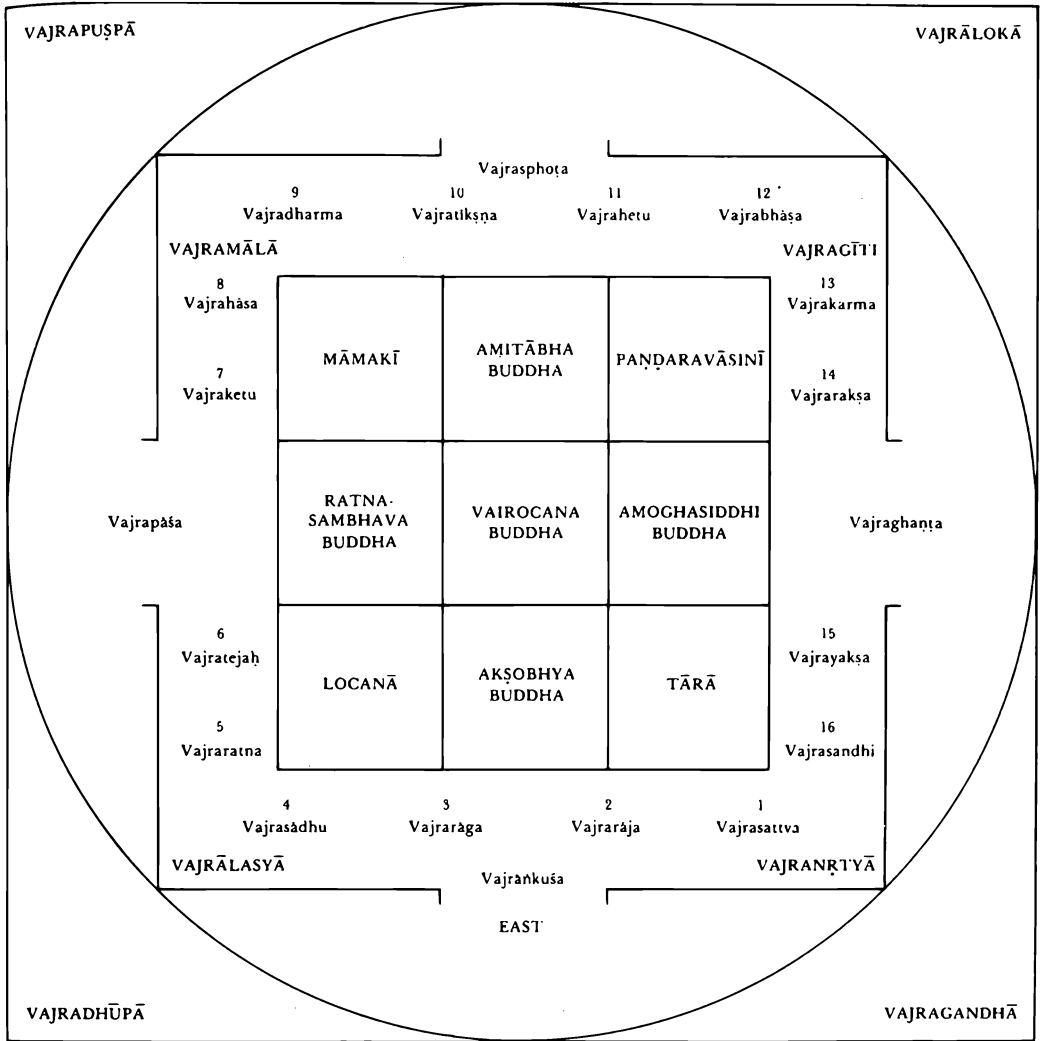 VAJRAPUṢPĀ
VAJRĀLOKĀ
Vajrasphoṭa
9
10
11
12
Vajradharma
Vajratīkṣna
Vajrahetu
Vajrabhāṣa
VAJRAMĀLĀ
VAJRAGĪTI
8
Vajrahāsa
13
Vajrakarma
MĀMAKĪ
AMITĀBHA
BUDDHA
PAṆḌARAVĀSINĪ
7
Vajraketu
14
Vajrarakṣa
Vajrapāśa
RATNA-
SAMBHAVA
BUDDHA
VAIROCANA
BUDDHA
AMOGHASIDDHI
BUDDHA
Vajraghaṇṭa
6
Vajratejaḥ
15
Vajrayakṣa
LOCANĀ
AKṢOBHYA
BUDDHA
TĀRĀ
5
Vajraratna
16
Vajrasandhi
4
3
2
1
Vajrasādhu
Vajrarāga
Vajrarāja
Vajrasattva
VAJRĀLASYĀ
VAJRANṚTYĀ
Vajrāṅkuśa
EAST
VAJRADHŪPĀ
VAJRAGANDHĀ